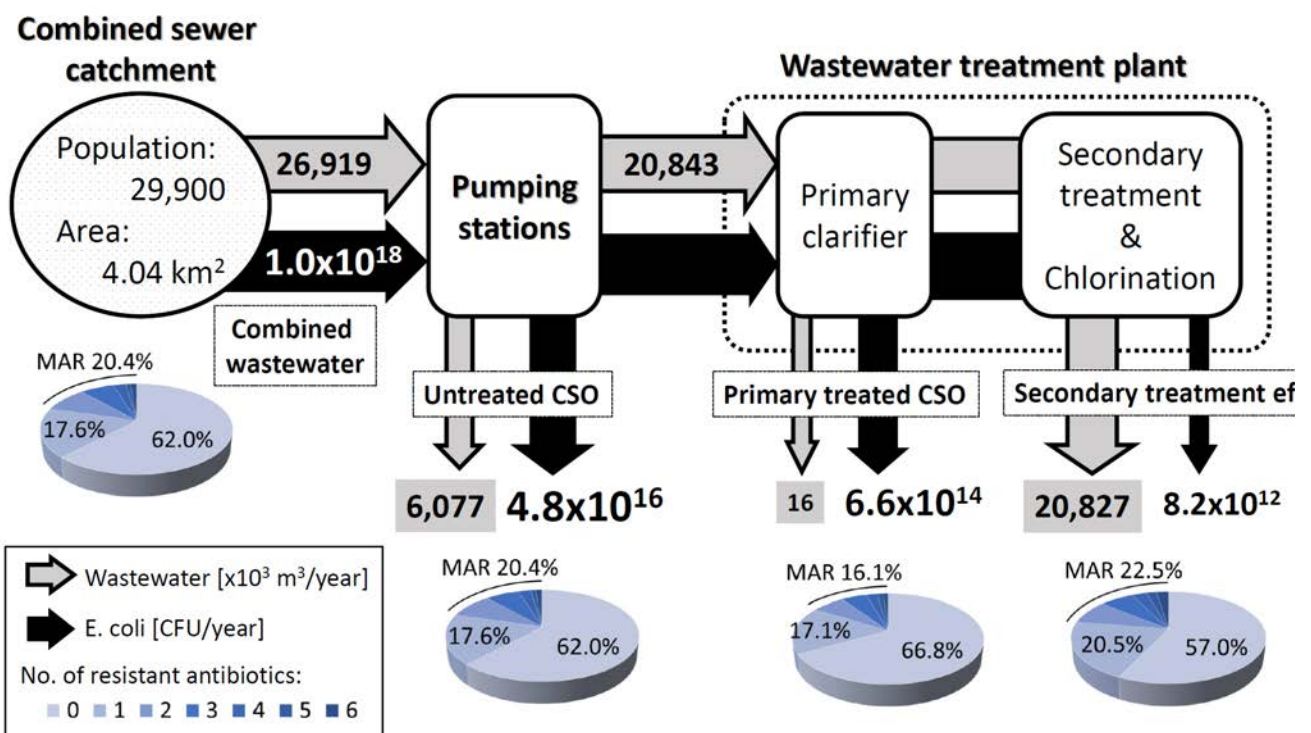 Combined sewer
catchment
Population:
29,900
Area:
4.04 km²
26,919
1.0x10¹⁸
Combined
wastewater
Pumping
stations
20,843
Wastewater treatment plant
Primary
clarifier
Secondary
treatment
&
Chlorination
Untreated CSO
Primary treated CSO
Secondary treatment ef
6,077
4.8x10¹⁶
16
6.6x10¹⁴
20,827
8.2x10¹²
MAR 20.4%
17.6%
62.0%
MAR 20.4%
17.6%
62.0%
MAR 16.1%
17.1%
66.8%
MAR 22.5%
20.5%
57.0%
Wastewater [x10³ m³/year]
E. coli [CFU/year]
No. of resistant antibiotics:
0 1 2 3 4 5 6